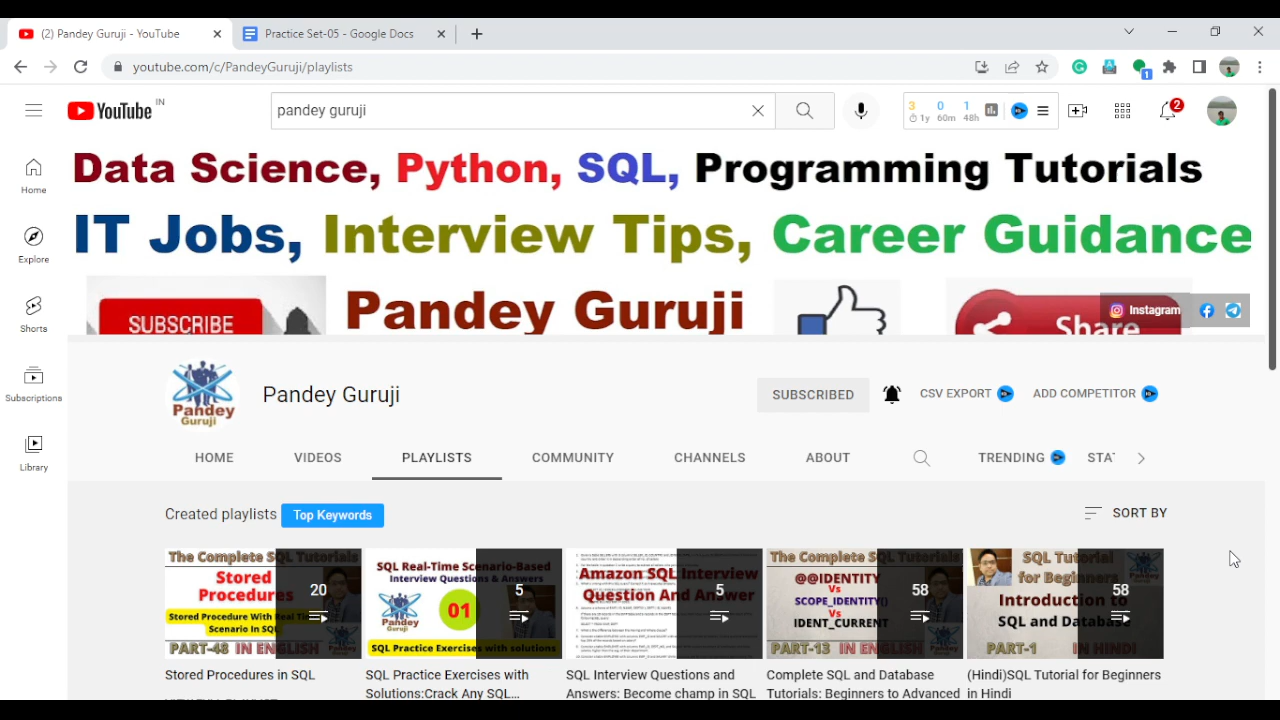 (2) Pandey Guruji - YouTube
Practice Set-05 - Google Docs
youtube.com/c/PandeyGuruji/playlists
1
YouTube IN
pandey guruji
3 0 1
1y 60m 48h
2
Home
Explore
Shorts
Subscriptions
Library
Data Science, Python, SQL, Programming Tutorials
IT Jobs, Interview Tips, Career Guidance
SUBSCRIBE
Pandey Guruji
Share
Instagram
Pandey
Guruji
Pandey Guruji
SUBSCRIBED
CSV EXPORT
ADD COMPETITOR
HOME VIDEOS PLAYLISTS COMMUNITY CHANNELS ABOUT TRENDING STAT
Created playlists Top Keywords
SORT BY
The Complete SQL Tutorials
Stored
Procedures
Stored Procedure With Real Time
Scenario In SQL
PART-48 IN ENGLISH
20
Stored Procedures in SQL
SQL Real-Time Scenario-Based
Interview Questions & Answers
Pandey
Guruji
01
SQL Practice Exercises with solutions
5
SQL Practice Exercises with
Solutions:Crack Any SQL...
Amazon SQL Interview
Question And Answer
5
SQL Interview Questions and
Answers: Become champ in SQL
The Complete SQL Tutorials
@@IDENTITY
Vs
SCOPE_IDENTITY()
IDENT_CURRENT
PART-13 IN ENGLISH
58
Complete SQL and Database
Tutorials: Beginners to Advanced
SQL Tutorial
for Beginners
Introduction to
SQL and Database
PART-1 IN HINDI
58
(Hindi)SQL Tutorial for Beginners
in Hindi